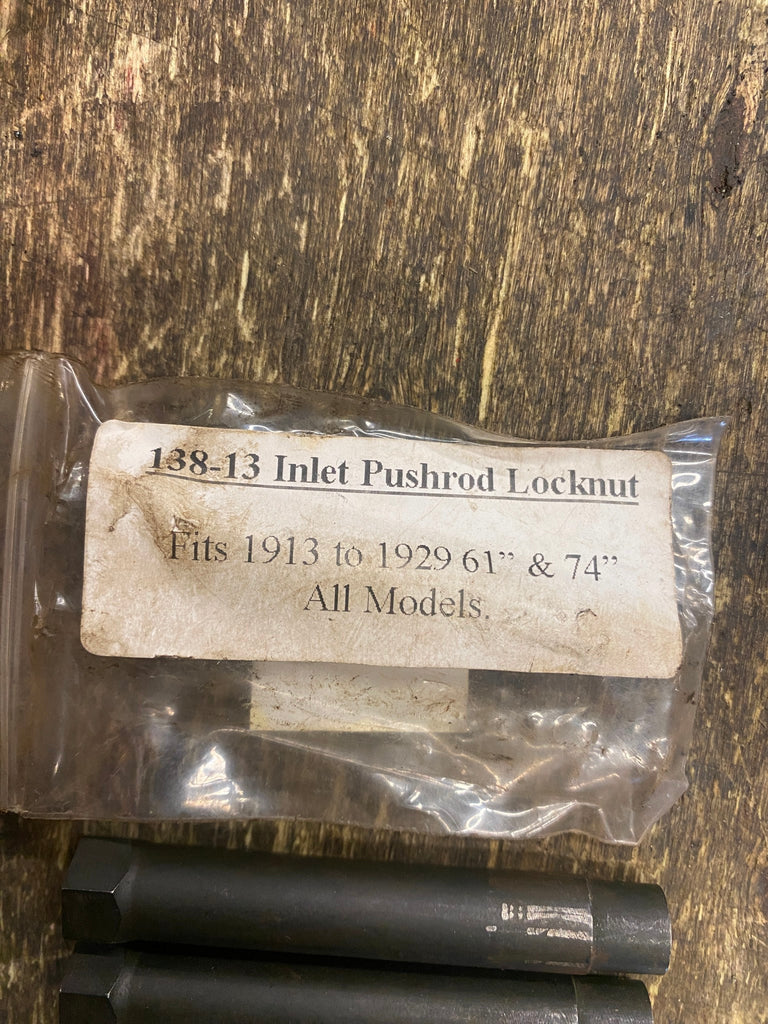 138-13 Inlet Pushrod Locknut
Fits 1913 to 1929 61” & 74”
All Models.